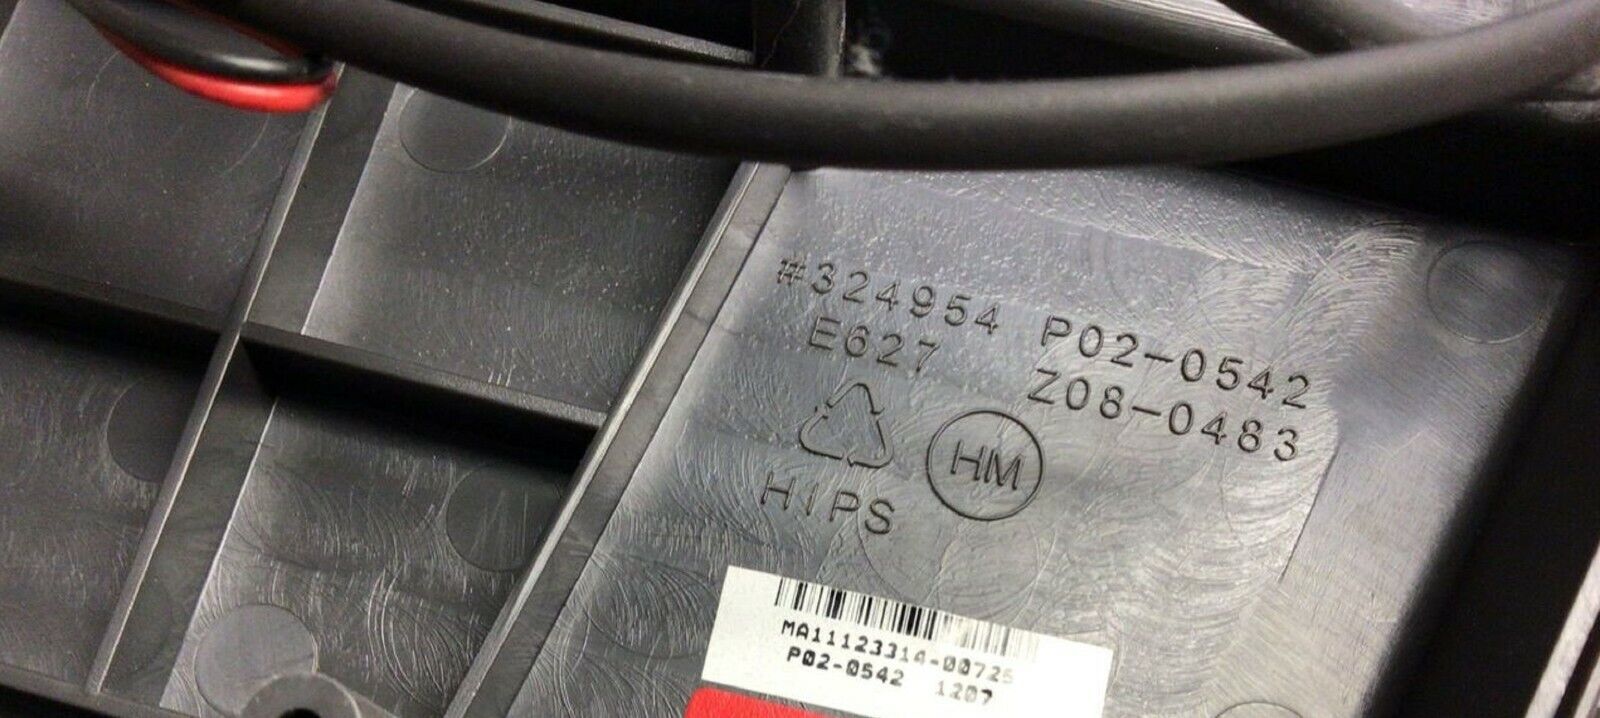 #324954 P02-0542
E627 Z08-0483
HM
HIPS
MA11123314-00725
P02-0542 1207